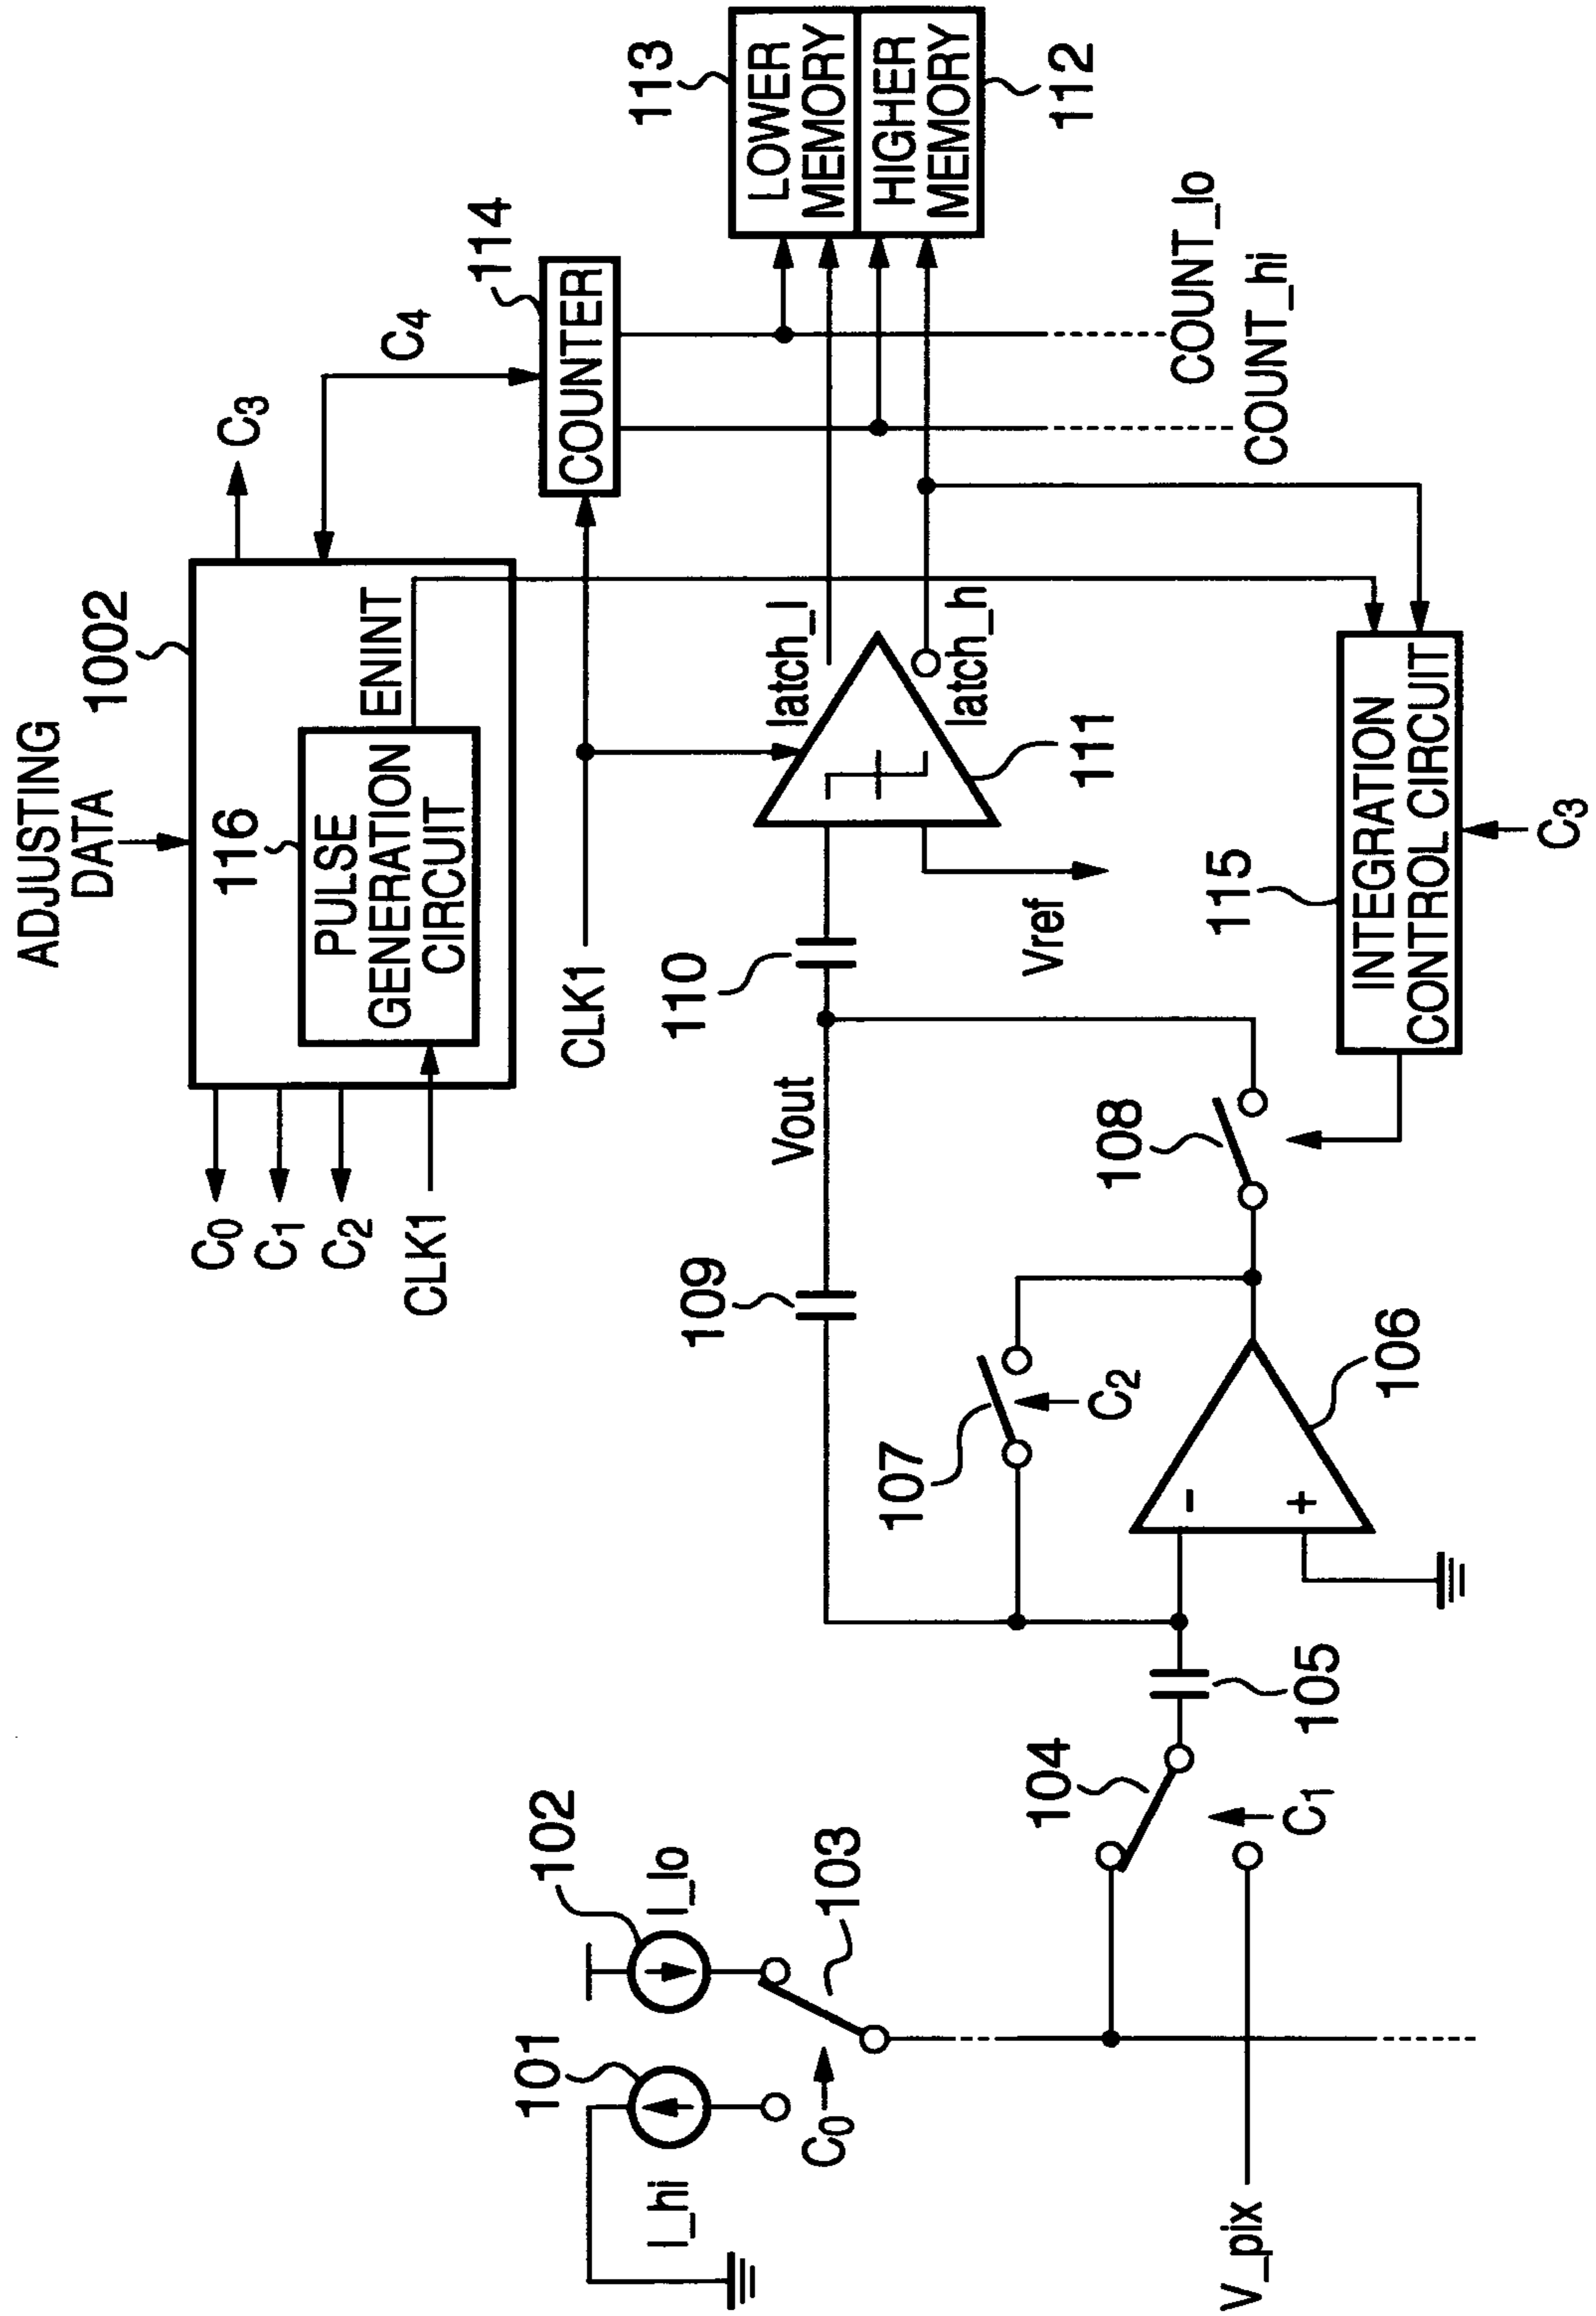 ADJUSTING
DATA
1002
116
PULSE
GENERATION
CIRCUIT
ENINT
C3
C4
C0
C1
C2
CLK1
CLK1
114
COUNTER
113
LOWER
MEMORY
HIGHER
MEMORY
112
COUNT_lo
COUNT_hi
latch_l
latch_h
111
110
Vref
Vout
109
108
115
INTEGRATION
CONTROL CIRCUIT
C3
107
C2
106
-
+
105
104
C1
103
102
I_lo
101
I_hi
C0
V_pix